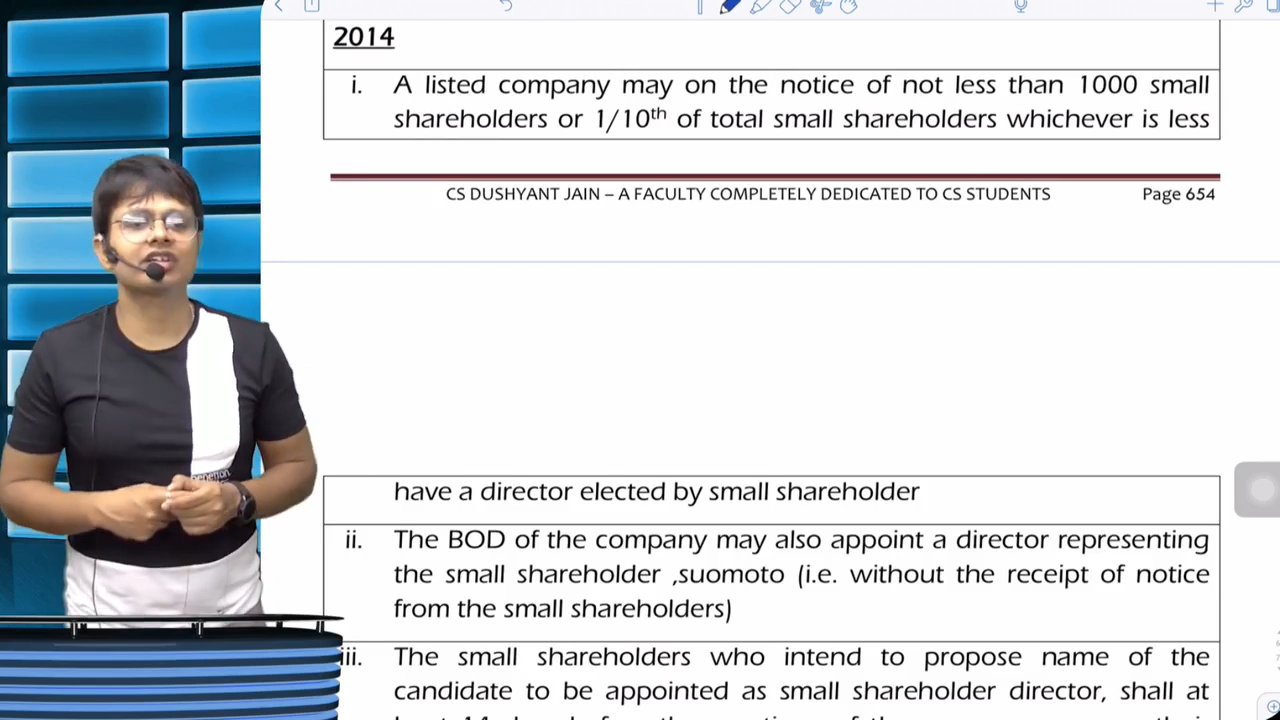 2014
i. A listed company may on the notice of not less than 1000 small
shareholders or 1/10th of total small shareholders whichever is less
CS DUSHYANT JAIN – A FACULTY COMPLETELY DEDICATED TO CS STUDENTS Page 654
have a director elected by small shareholder
ii. The BOD of the company may also appoint a director representing
the small shareholder ,suomoto (i.e. without the receipt of notice
from the small shareholders)
iii. The small shareholders who intend to propose name of the
candidate to be appointed as small shareholder director, shall at